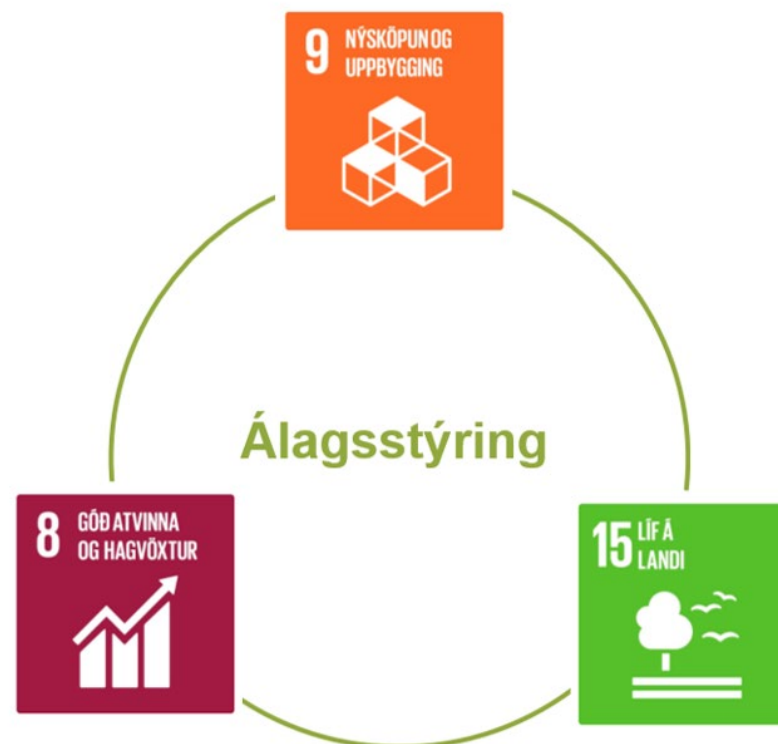 9 NÝSKÖPUN OG
UPPBYGGING
Álagsstýring
8 GÓÐ ATVINNA
OG HAGVÖXTUR
15 LÍF Á
LANDI